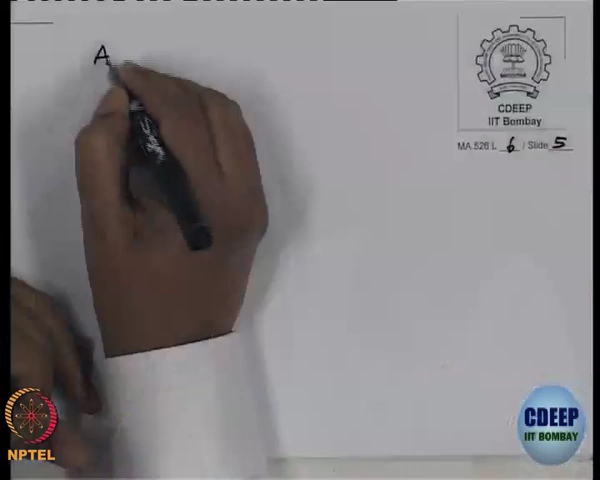 A
CDEEP
IIT Bombay
MA 526 L 6 / Slide 5
NPTEL
CDEEP
IIT BOMBAY